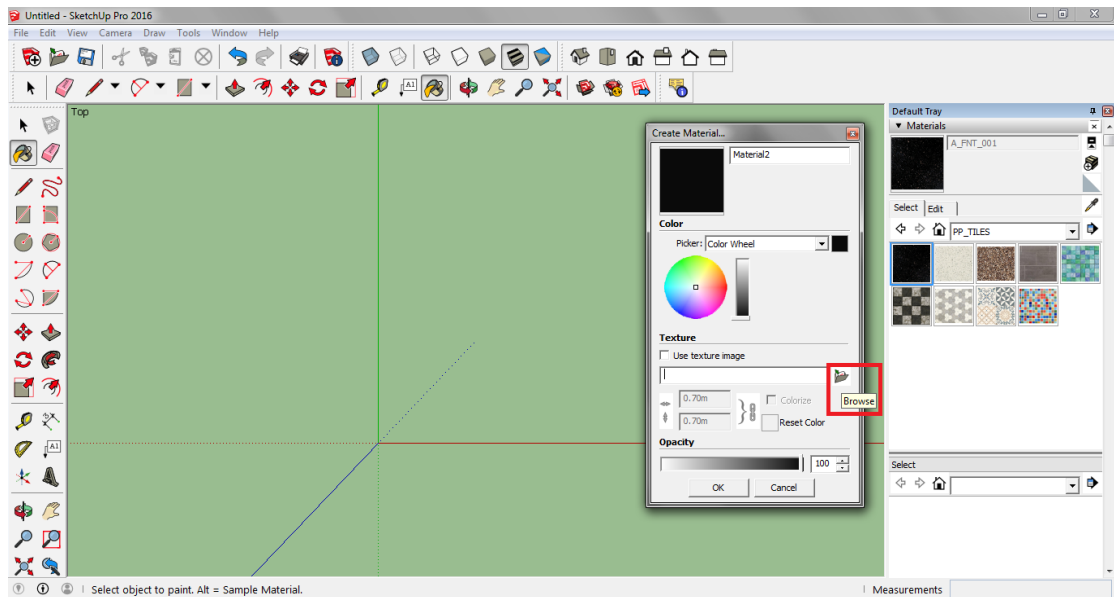 Untitled - SketchUp Pro 2016
File Edit View Camera Draw Tools Window Help
Top
Default Tray
Materials
A_FNT_001
Select Edit
PP_TILES
Create Material...
Material2
Color
Picker: Color Wheel
Texture
Use texture image
Browse
0.70m
Colorize
0.70m
Reset Color
Opacity
100
OK Cancel
Select
Select object to paint. Alt = Sample Material.
Measurements
A1
A1